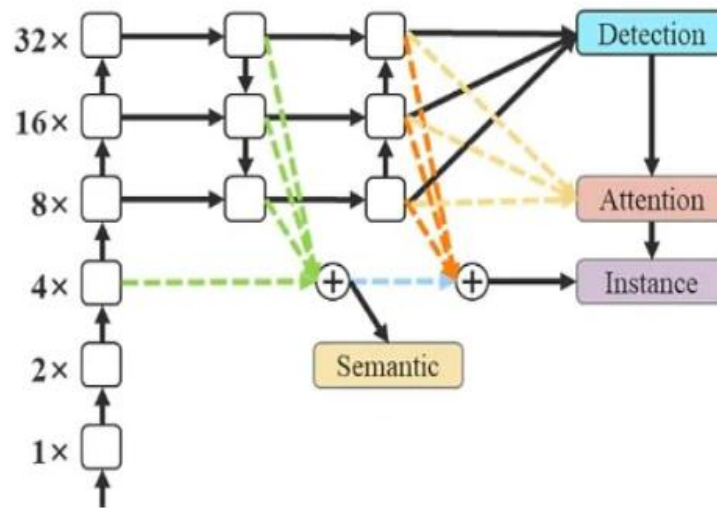 32×
Detection
16×
8×
Attention
4×
+
+
Instance
2×
Semantic
1×